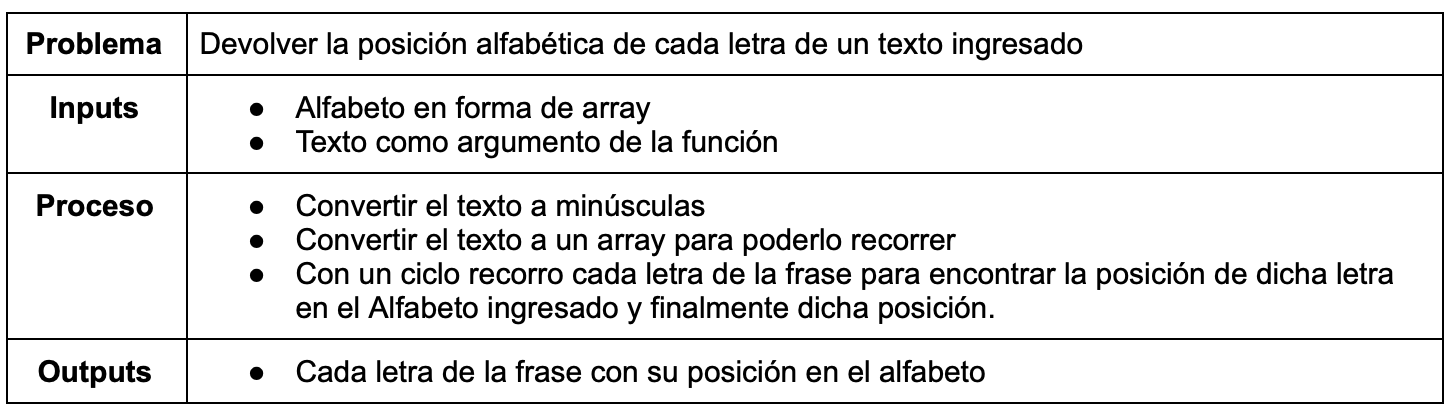 Problema Devolver la posición alfabética de cada letra de un texto ingresado
Inputs ● Alfabeto en forma de array
● Texto como argumento de la función
Proceso ● Convertir el texto a minúsculas
● Convertir el texto a un array para poderlo recorrer
● Con un ciclo recorro cada letra de la frase para encontrar la posición de dicha letra
en el Alfabeto ingresado y finalmente dicha posición.
Outputs ● Cada letra de la frase con su posición en el alfabeto